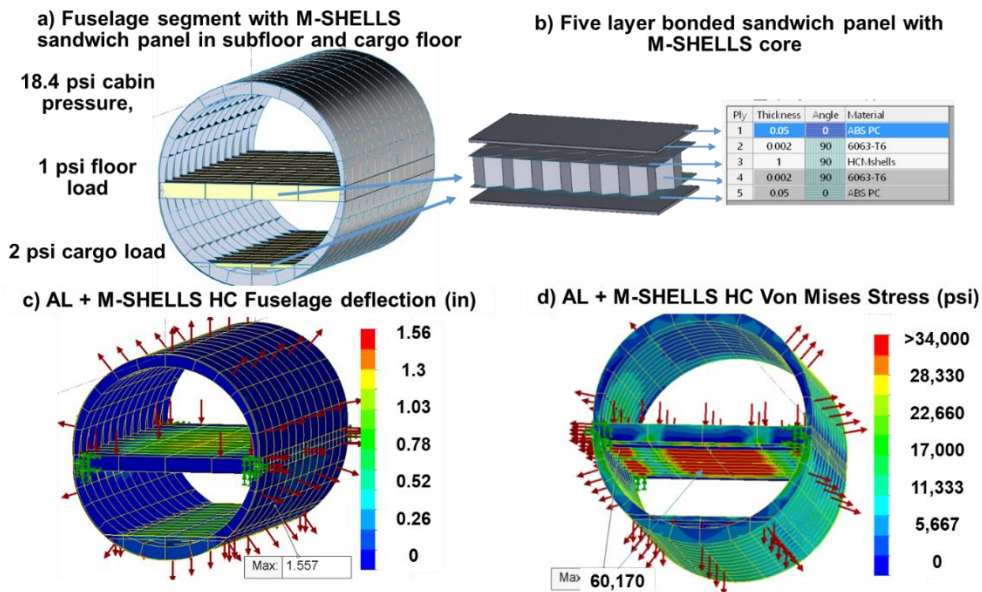 a) Fuselage segment with M-SHELLS
sandwich panel in subfloor and cargo floor
18.4 psi cabin
pressure,
1 psi floor
load
2 psi cargo load
b) Five layer bonded sandwich panel with
M-SHELLS core
Ply Thickness Angle Material
1 0.05 0 ABS PC
2 0.002 90 6063-T6
3 1 90 HCMshells
4 0.002 90 6063-T6
5 0.05 0 ABS PC
c) AL + M-SHELLS HC Fuselage deflection (in)
1.56
1.3
1.03
0.78
0.52
0.26
0
Max: 1.557
d) AL + M-SHELLS HC Von Mises Stress (psi)
>34,000
28,330
22,660
17,000
11,333
5,667
0
Max 60,170